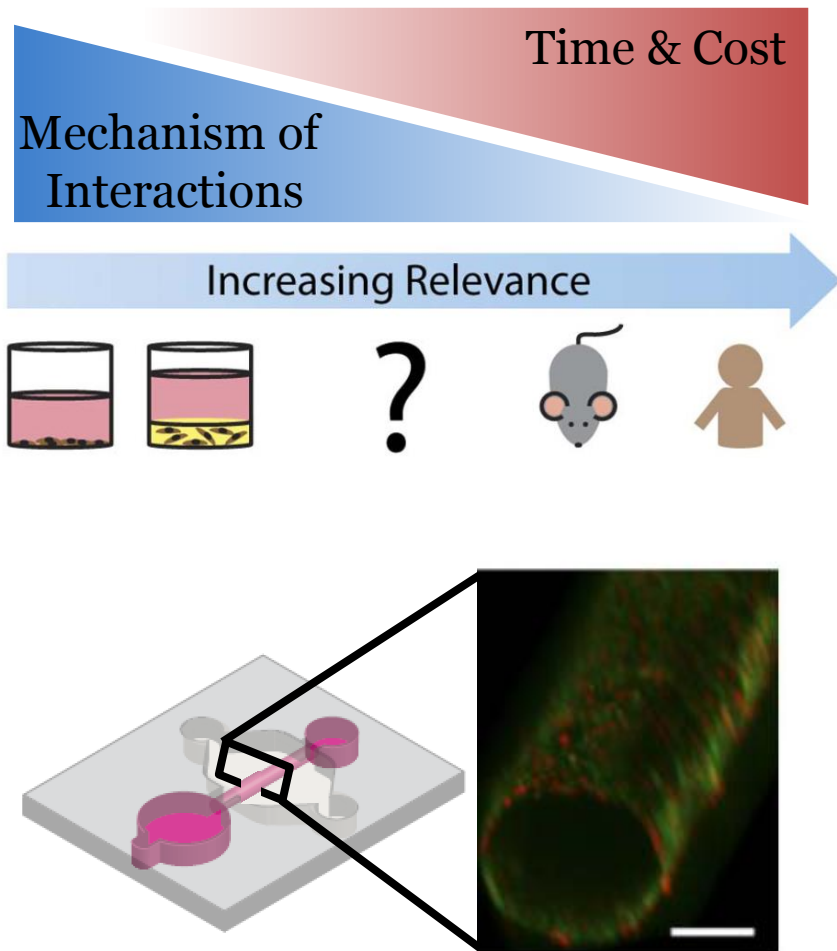 Time & Cost
Mechanism of
Interactions
Increasing Relevance
?